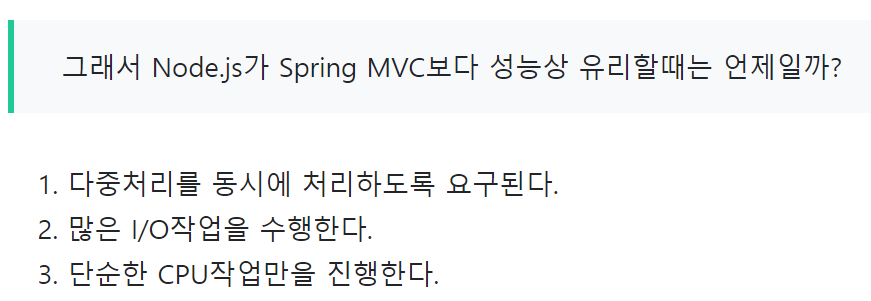 그래서 Node.js가 Spring MVC보다 성능상 유리할때는 언제일까?
1. 다중처리를 동시에 처리하도록 요구된다.
2. 많은 I/O작업을 수행한다.
3. 단순한 CPU작업만을 진행한다.